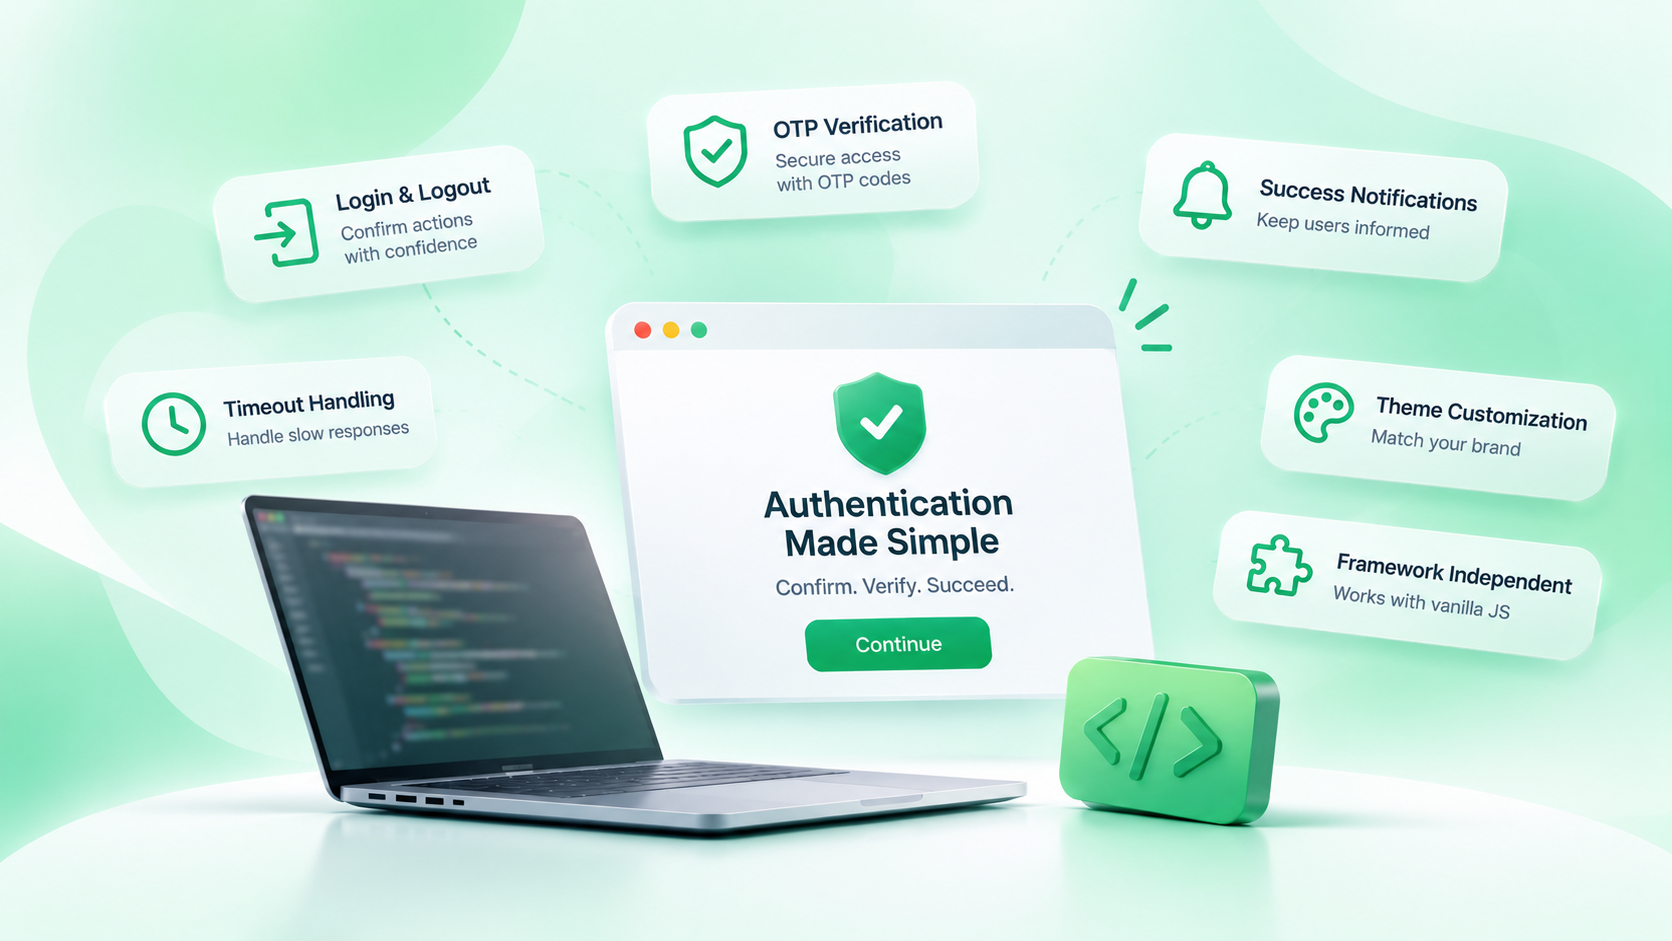 OTP Verification
Secure access
with OTP codes
Login & Logout
Confirm actions
with confidence
Success Notifications
Keep users informed
Timeout Handling
Handle slow responses
Theme Customization
Match your brand
Authentication
Made Simple
Confirm. Verify. Succeed.
Continue
Framework Independent
Works with vanilla JS
</>